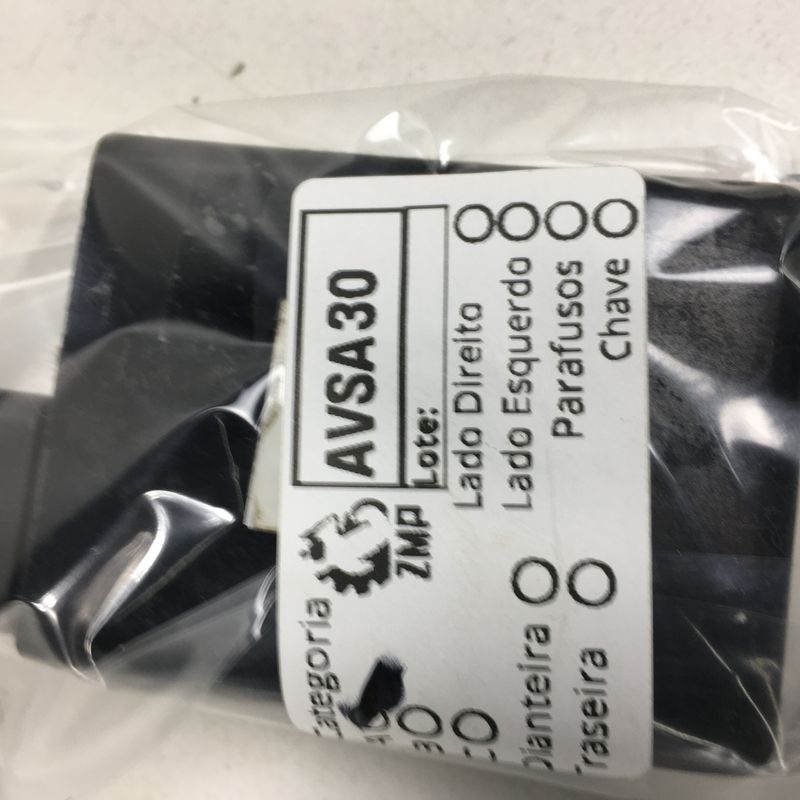 AVSA30
Lote:
ZMP
Categoria
B
C
Lado Direito
Lado Esquerdo
Parafusos
Chave
Dianteira
Traseira